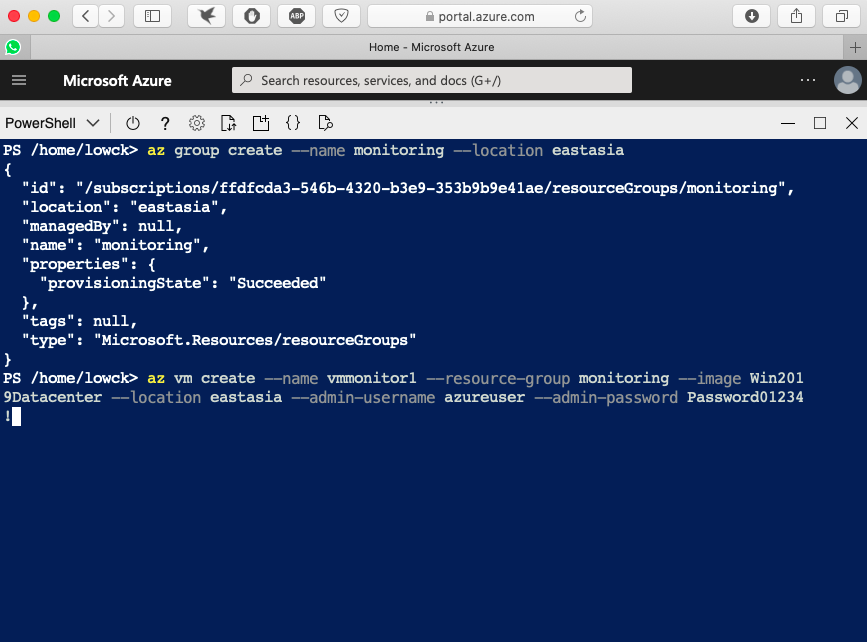 ABP
portal.azure.com
Home - Microsoft Azure
Microsoft Azure
Search resources, services, and docs (G+/)
PowerShell
?
{}
PS /home/lowck> az group create --name monitoring --location eastasia
{
"id": "/subscriptions/ffdfcda3-546b-4320-b3e9-353b9b9e41ae/resourceGroups/monitoring",
"location": "eastasia",
"managedBy": null,
"name": "monitoring",
"properties": {
"provisioningState": "Succeeded"
},
"tags": null,
"type": "Microsoft.Resources/resourceGroups"
}
PS /home/lowck> az vm create --name vmmonitor1 --resource-group monitoring --image Win201
9Datacenter --location eastasia --admin-username azureuser --admin-password Password01234
!